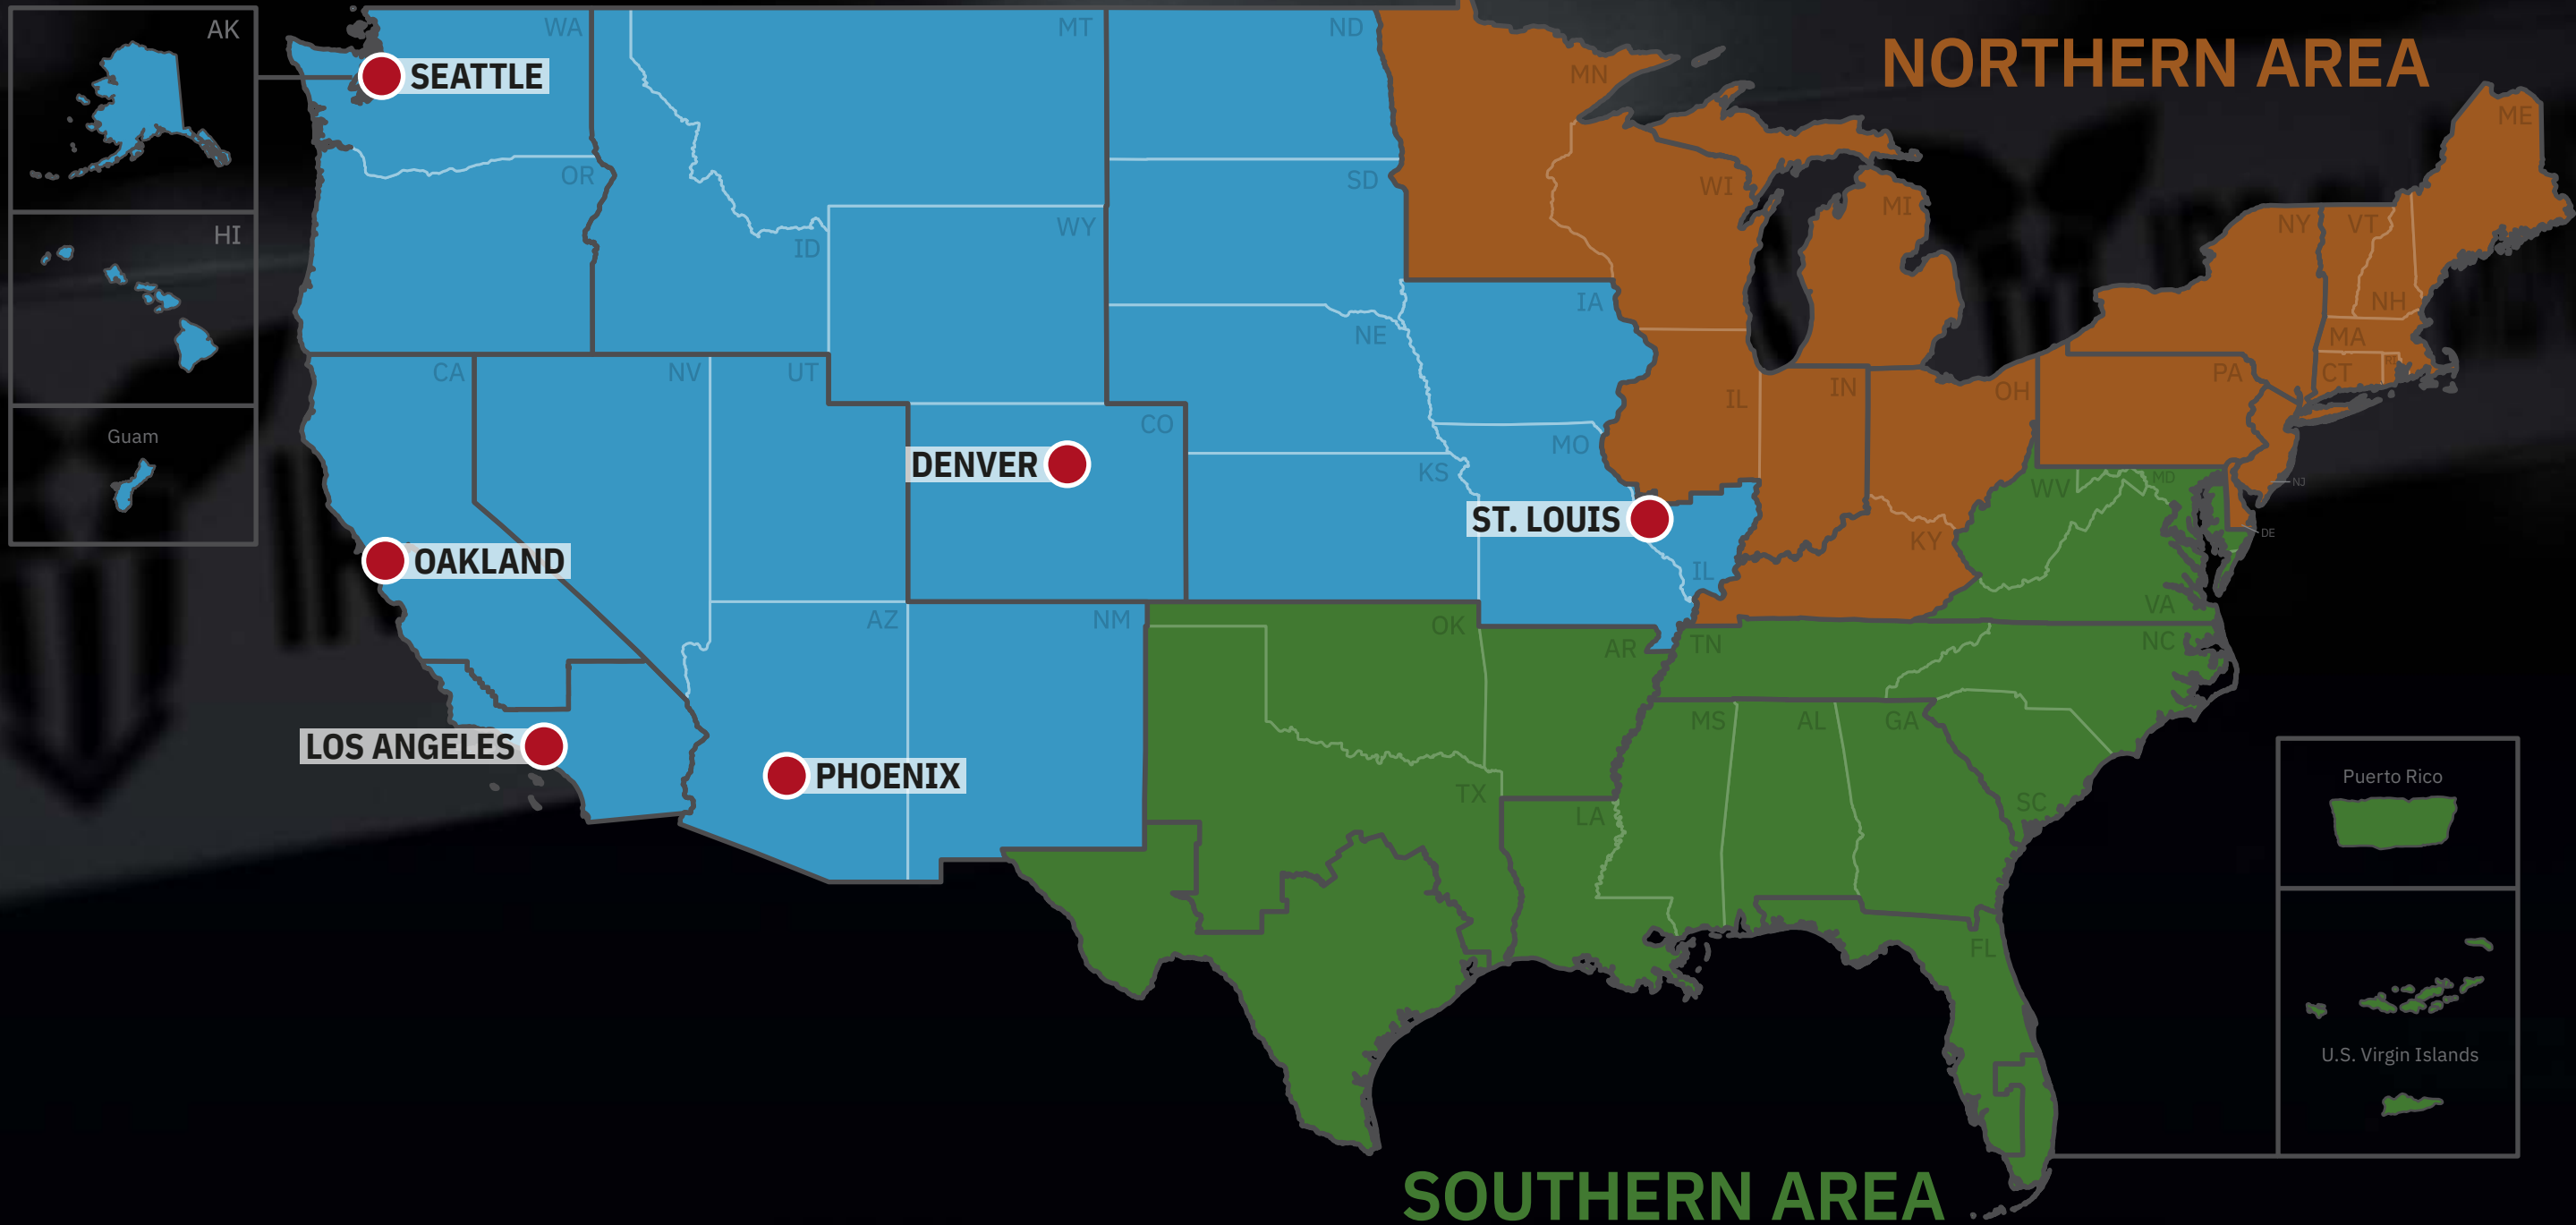 AK
WA
MT
ND
NORTHERN AREA
MN
SEATTLE
ME
OR
SD
WI
MI
HI
WY
ID
NY
VT
IA
NH
NE
MA
RI
CA
NV
UT
CT
PA
IN
OH
IL
CO
Guam
MO
DENVER
KS
WV
MD
NJ
ST. LOUIS
DE
KY
OAKLAND
IL
VA
AZ
NM
OK
AR
TN
NC
MS
AL
GA
LOS ANGELES
PHOENIX
Puerto Rico
TX
SC
LA
FL
U.S. Virgin Islands
SOUTHERN AREA